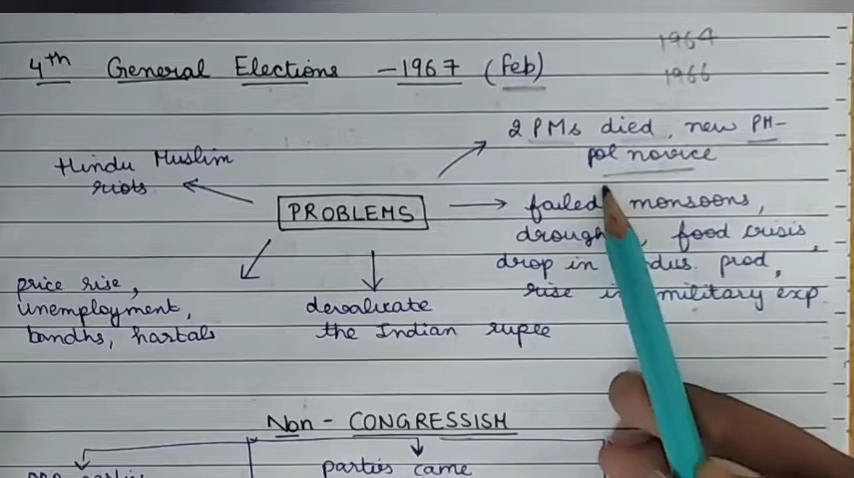 1964
4th General Elections - 1967 (Feb)
1966
2 PMs died, new PM -
pol novice
Hindu Muslim
riots
PROBLEMS
failed monsoons,
food crisis,
drop in prod,
rise in military exp.
price rise,
unemployment,
bandhs, hartals
devaluate
the Indian rupee
Non - CONGRESSISM
parties came